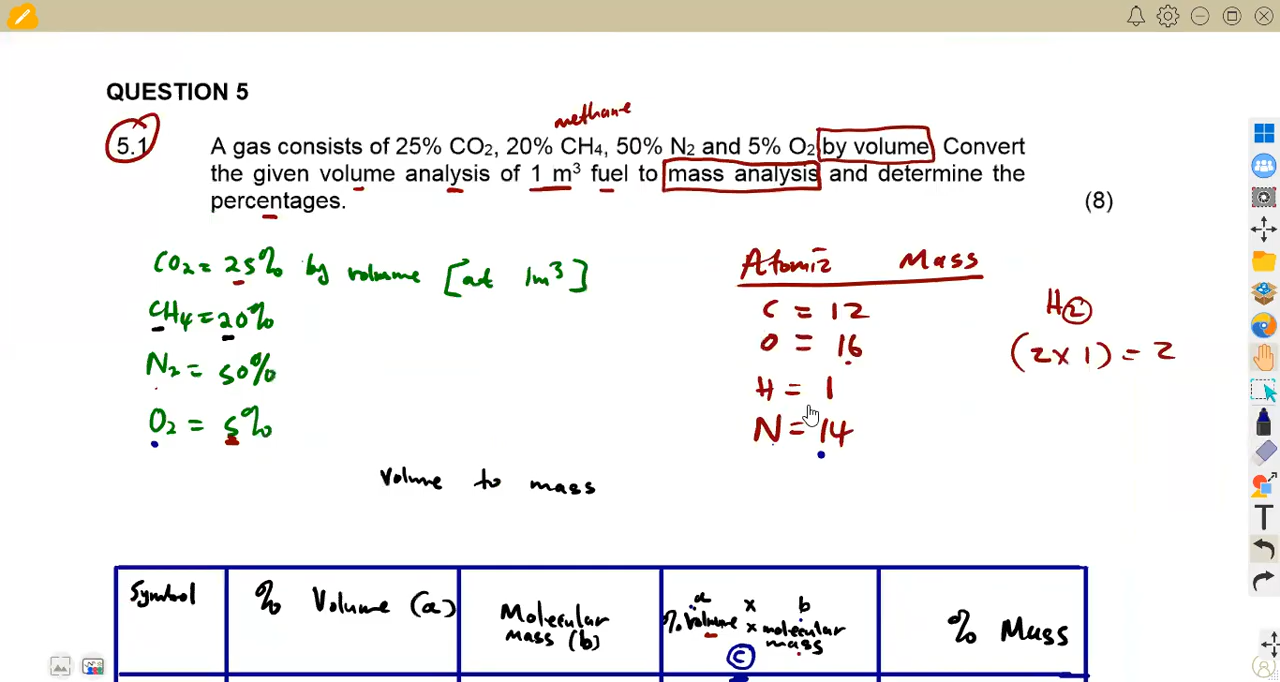 QUESTION 5
methane
5.1 A gas consists of 25% CO₂, 20% CH₄, 50% N₂ and 5% O₂ by volume. Convert
the given volume analysis of 1 m³ fuel to mass analysis and determine the
percentages. (8)
CO₂ = 25% by volume [at 1m³]
CH₄ = 20%
N₂ = 50%
O₂ = 5%
Atomic Mass
C = 12
O = 16
H = 1
N = 14
H₂
(2 x 1) = 2
Volume to mass
Symbol
% Volume (a)
Molecular
mass (b)
a x b
% volume x molecular
mass
C
% Mass
T